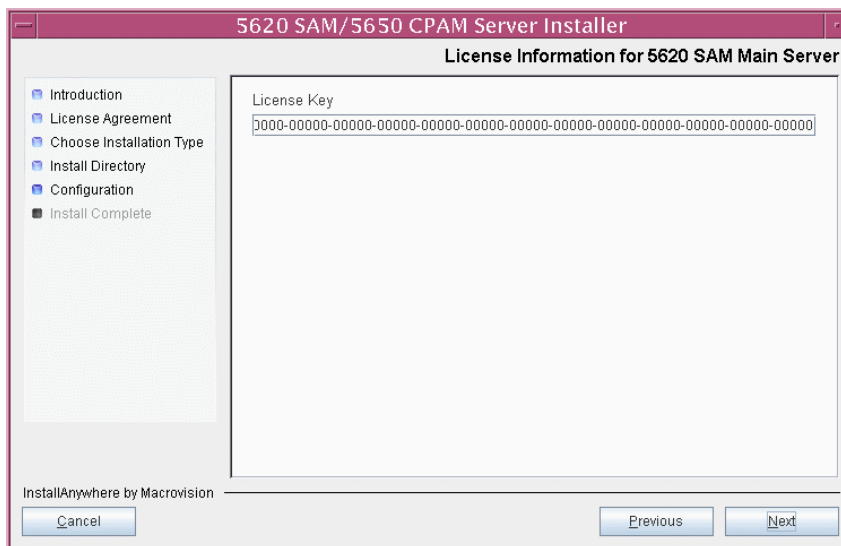 5620 SAM/5650 CPAM Server Installer
License Information for 5620 SAM Main Server
Introduction
License Agreement
Choose Installation Type
Install Directory
Configuration
Install Complete
License Key
0000-00000-00000-00000-00000-00000-00000-00000-00000-00000-00000-00000-00000
InstallAnywhere by Macrovision
Cancel
Previous
Next